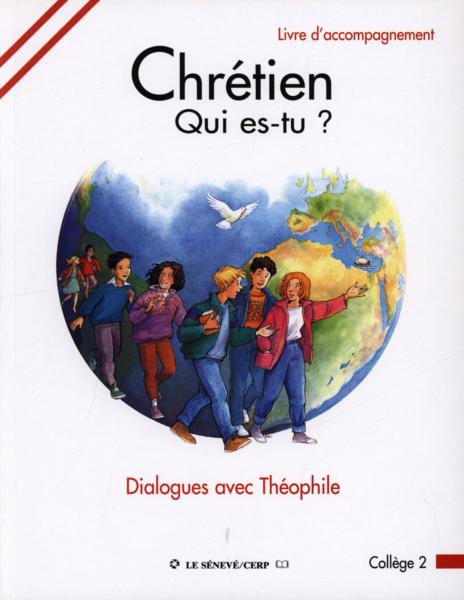 Livre d'accompagnement
Chrétien
Qui es-tu ?
Dialogues avec Théophile
LE SÉNEVÉ/CERP
Collège 2